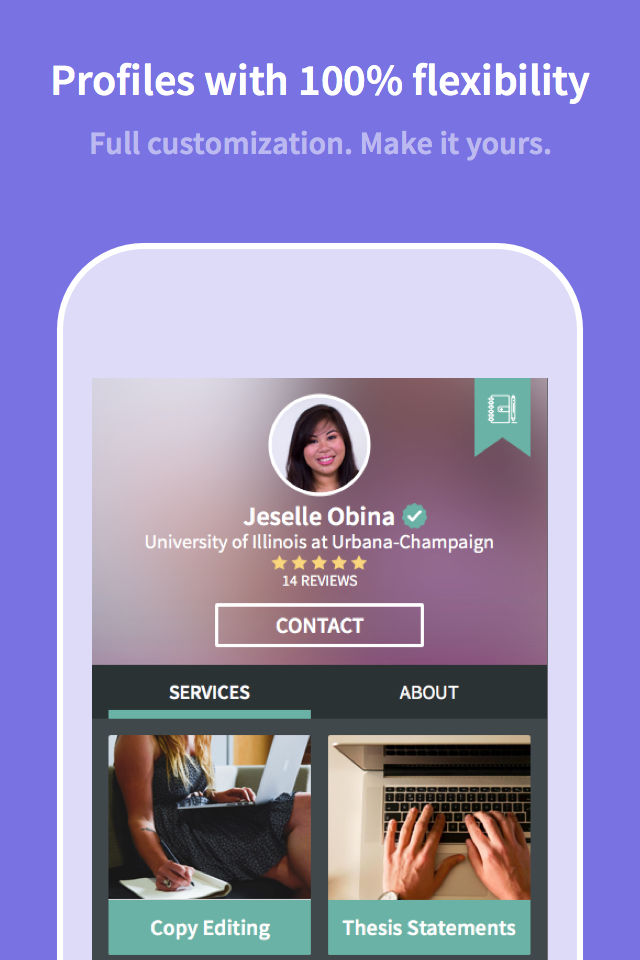 Profiles with 100% flexibility
Full customization. Make it yours.
Jeselle Obina
University of Illinois at Urbana-Champaign
14 REVIEWS
CONTACT
SERVICES
ABOUT
Copy Editing
Thesis Statements